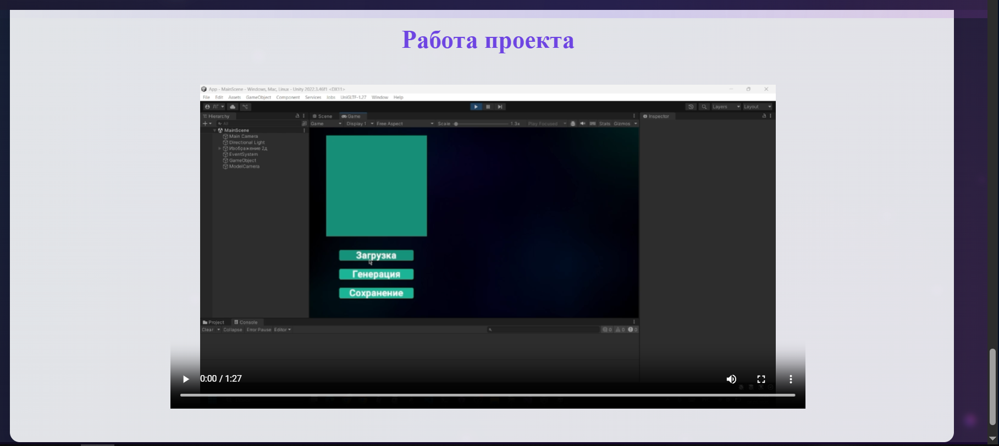 Работа проекта
App - MainScene - Windows, Mac, Linux - Unity 2022.3.46f1 <DX11>
File Edit Assets GameObject Component Services Jobs UniGLTF-1.27 Window Help
ЛГ Layers Layout
Hierarchy Scene Game Inspector
All Game Display 1 Free Aspect Scale 1.3x Play Focused Stats Gizmos
MainScene
Main Camera
Directional Light
Изображение 2д
EventSystem
GameObject
ModelCamera
Загрузка
Генерация
Сохранение
Project Console
Clear Collapse Error Pause Editor 0 0 0
0:00 / 1:27